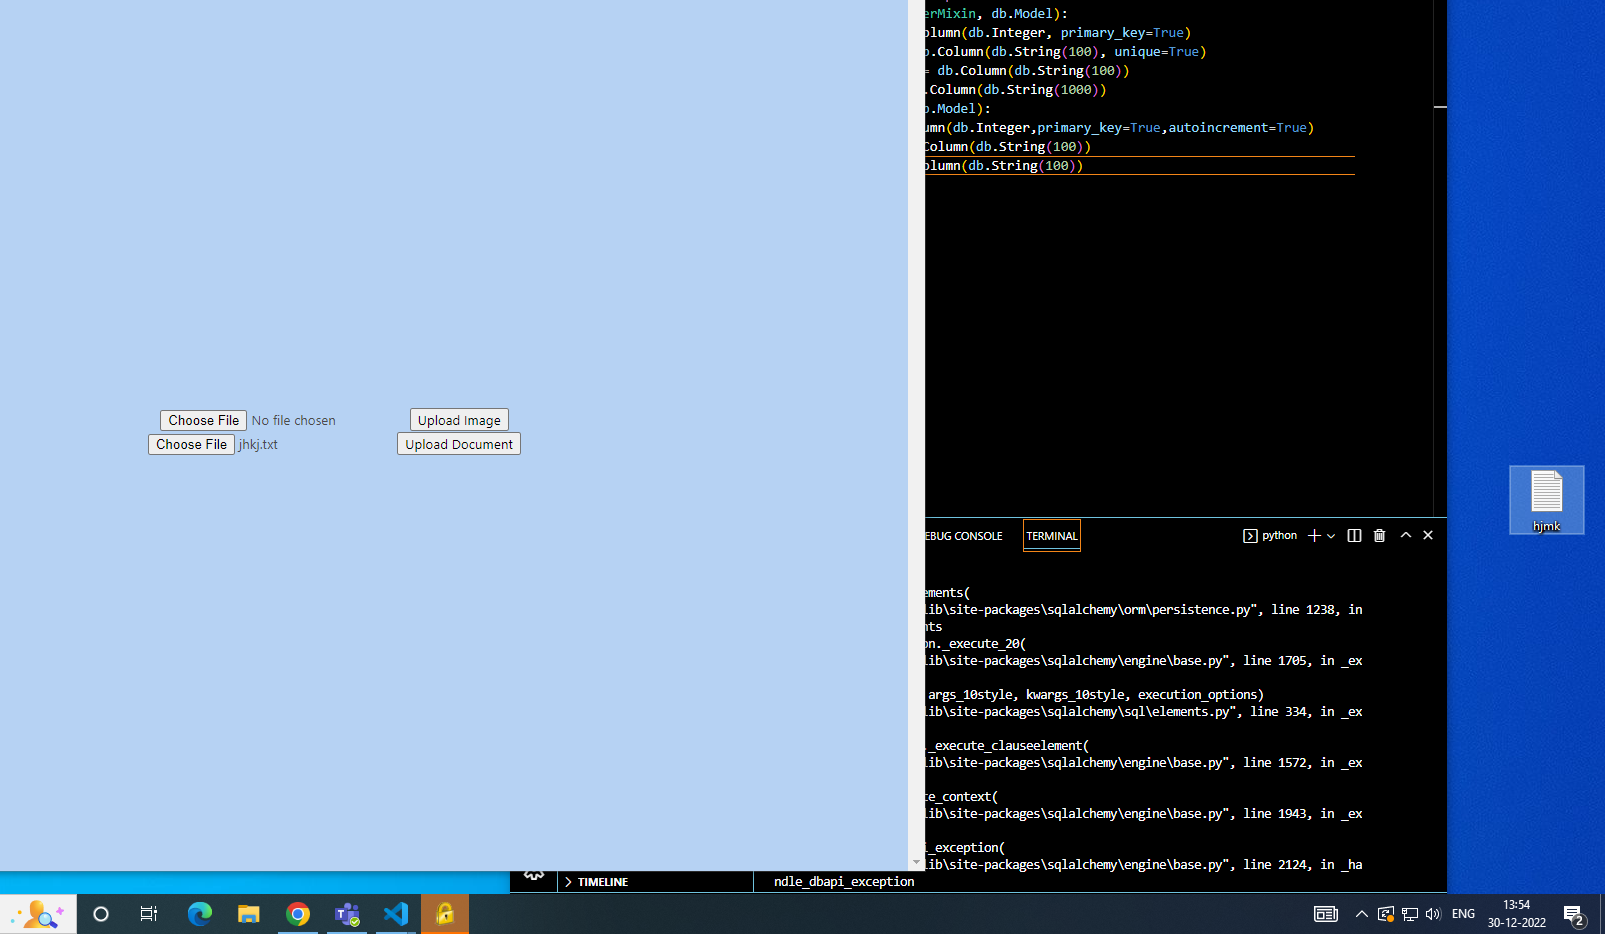 erMixin, db.Model):
olumn(db.Integer, primary_key=True)
b.Column(db.String(100), unique=True)
= db.Column(db.String(100))
.Column(db.String(1000))
b.Model):
umn(db.Integer,primary_key=True,autoincrement=True)
Column(db.String(100))
olumn(db.String(100))
Choose File No file chosen Upload Image
Choose File jhkj.txt Upload Document
hjmk
EBUG CONSOLE TERMINAL python
ements(
lib\site-packages\sqlalchemy\orm\persistence.py", line 1238, in
nts
on._execute_20(
lib\site-packages\sqlalchemy\engine\base.py", line 1705, in _ex
args_10style, kwargs_10style, execution_options)
lib\site-packages\sqlalchemy\sql\elements.py", line 334, in _ex
._execute_clauseelement(
lib\site-packages\sqlalchemy\engine\base.py", line 1572, in _ex
te_context(
lib\site-packages\sqlalchemy\engine\base.py", line 1943, in _ex
i_exception(
lib\site-packages\sqlalchemy\engine\base.py", line 2124, in _ha
TIMELINE ndle_dbapi_exception
ENG
13:54
30-12-2022
2